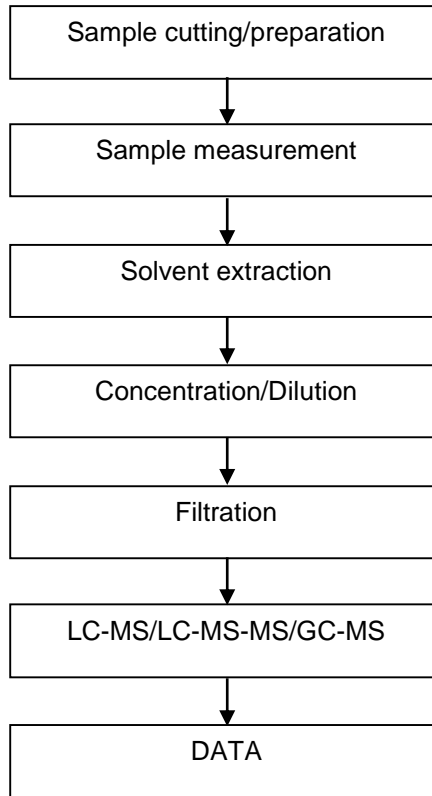 Sample cutting/preparation
Sample measurement
Solvent extraction
Concentration/Dilution
Filtration
LC-MS/LC-MS-MS/GC-MS
DATA